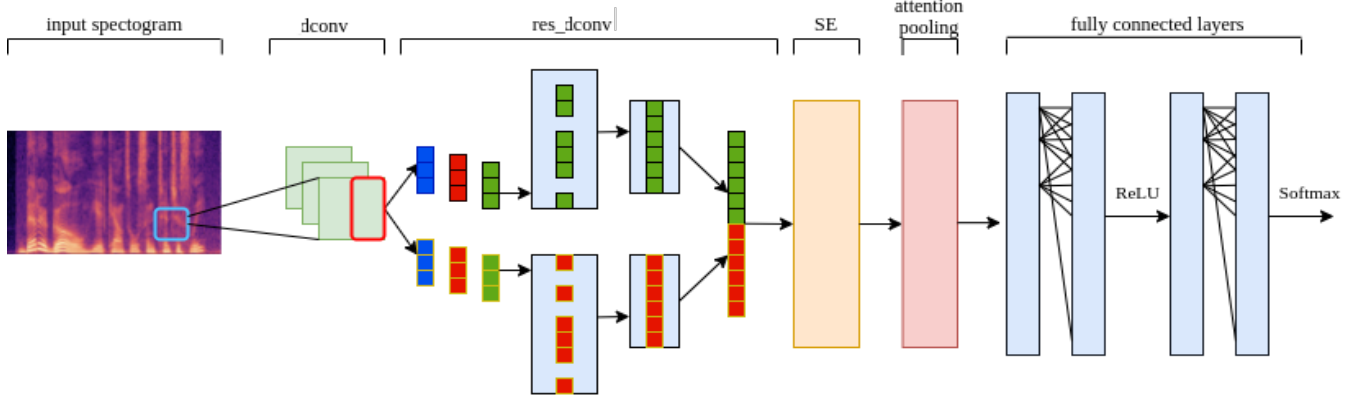 input spectogram
dconv
res_dconv
SE
attention
pooling
fully connected layers
ReLU
Softmax